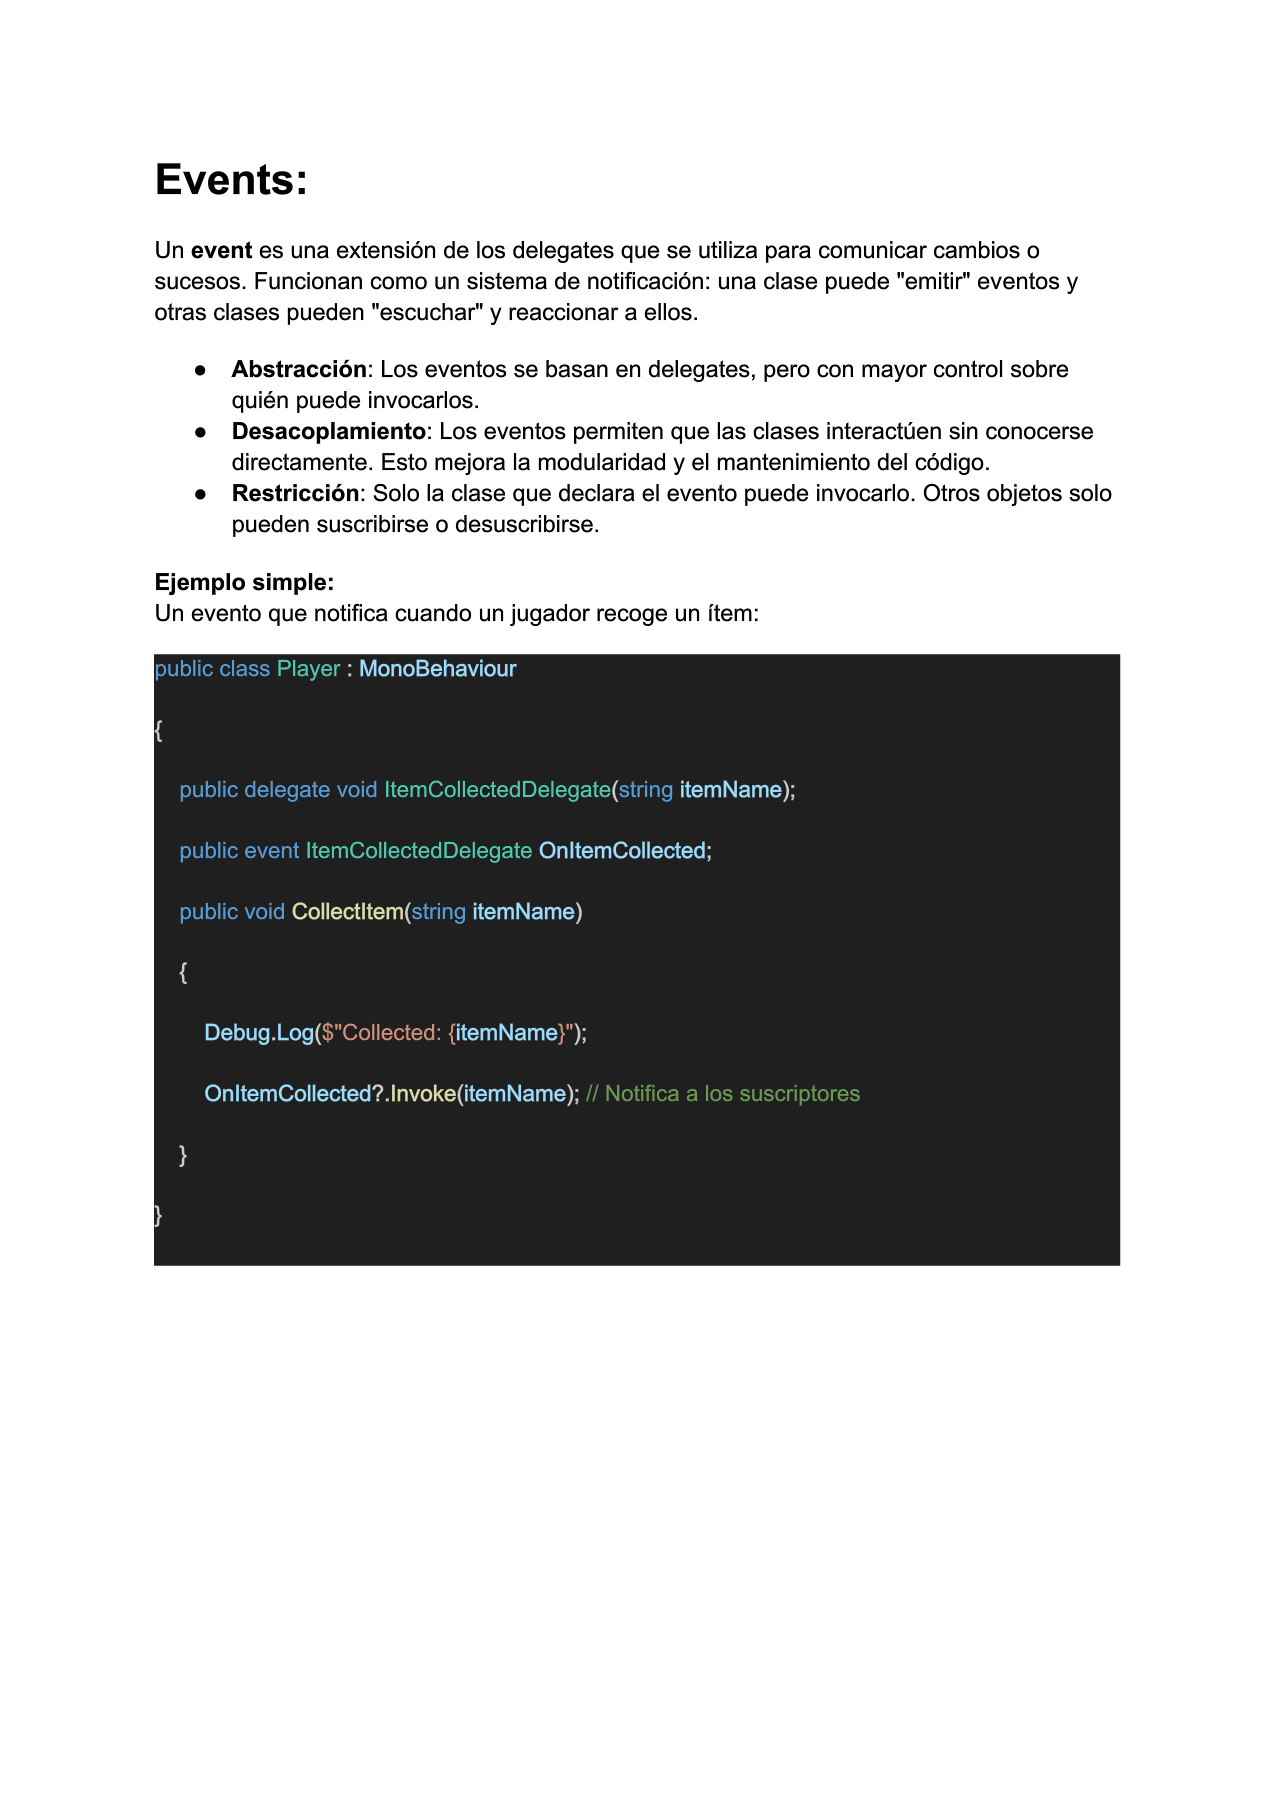 Events:
Un event es una extensión de los delegates que se utiliza para comunicar cambios o
sucesos. Funcionan como un sistema de notificación: una clase puede "emitir" eventos y
otras clases pueden "escuchar" y reaccionar a ellos.
● Abstracción: Los eventos se basan en delegates, pero con mayor control sobre
quién puede invocarlos.
● Desacoplamiento: Los eventos permiten que las clases interactúen sin conocerse
directamente. Esto mejora la modularidad y el mantenimiento del código.
● Restricción: Solo la clase que declara el evento puede invocarlo. Otros objetos solo
pueden suscribirse o desuscribirse.
Ejemplo simple:
Un evento que notifica cuando un jugador recoge un ítem:
public class Player : MonoBehaviour
{
    public delegate void ItemCollectedDelegate(string itemName);
    public event ItemCollectedDelegate OnItemCollected;
    public void CollectItem(string itemName)
    {
        Debug.Log($"Collected: {itemName}");
        OnItemCollected?.Invoke(itemName); // Notifica a los suscriptores
    }
}